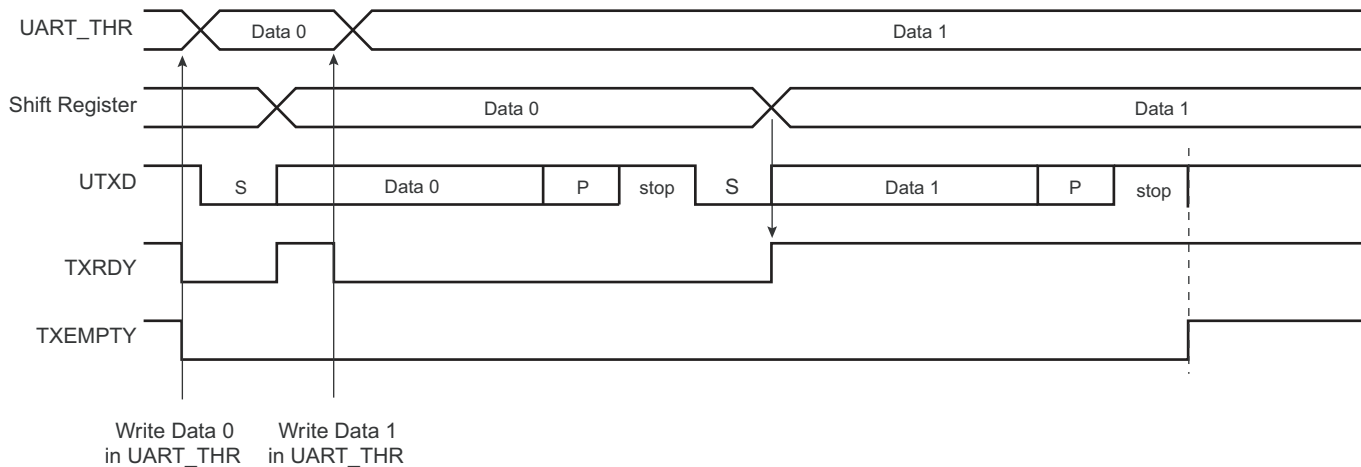 UART_THR
Data 0
Data 1
Shift Register
Data 0
Data 1
UTXD
S
Data 0
P
stop
S
Data 1
P
stop
TXRDY
TXEMPTY
Write Data 0
in UART_THR
Write Data 1
in UART_THR